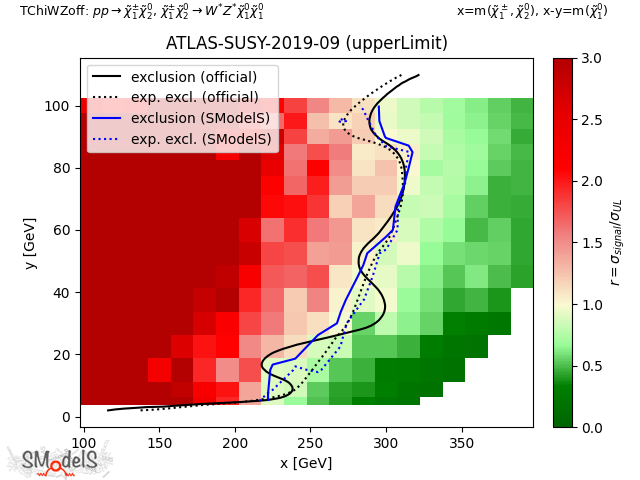 TChiWZoff: pp → χ̃₁^±χ̃₂⁰, χ̃₁^±χ̃₂⁰ → W*Z*χ̃₁⁰χ̃₁⁰ x=m(χ̃₁^±, χ̃₂⁰), x-y=m(χ̃₁⁰)
ATLAS-SUSY-2019-09 (upperLimit)
exclusion (official)
exp. excl. (official)
exclusion (SModelS)
exp. excl. (SModelS)
y [GeV]
100
80
60
40
20
0
100 150 200 250 300 350
x [GeV]
3.0
2.5
2.0
1.5
1.0
0.5
0.0
r = σ_signal/σ_UL
SModelS